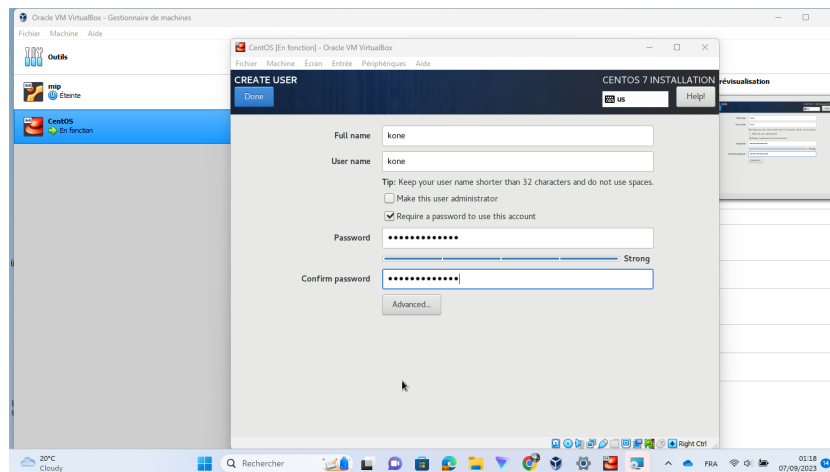 Oracle VM VirtualBox - Gestionnaire de machines
Fichier Machine Aide
Outils
mip
Éteinte
CentOS
En fonction
CentOS [En fonction] - Oracle VM VirtualBox
Fichier Machine Écran Entrée Périphériques Aide
CREATE USER
CENTOS 7 INSTALLATION
Done
us
Help!
Full name
kone
User name
kone
Tip: Keep your user name shorter than 32 characters and do not use spaces.
Make this user administrator
Require a password to use this account
Password
•••••••••••••
Strong
Confirm password
•••••••••••••
Advanced...
Right Ctrl
révisualisation
20°C
Cloudy
Rechercher
FRA
01:18
07/09/2023